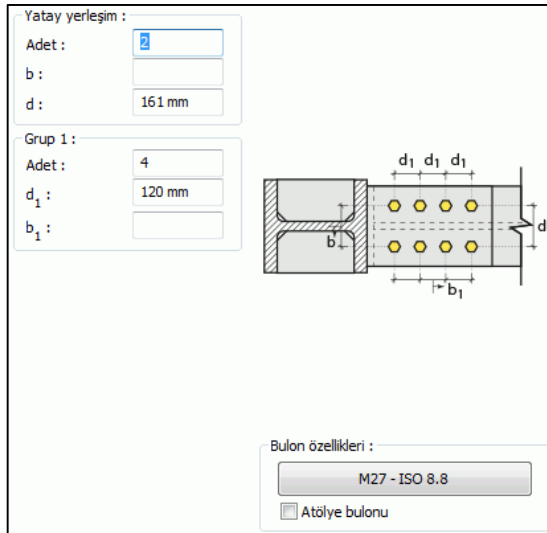 Yatay yerleşim :
Adet : 2
b :
d : 161 mm
Grup 1 :
Adet : 4
d1 : 120 mm
b1 :
d1 d1 d1
b
d
b1
Bulon özellikleri :
M27 - ISO 8.8
Atölye bulonu